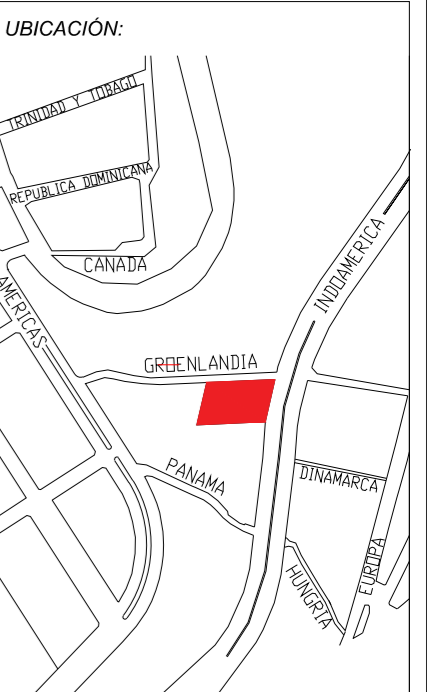 UBICACIÓN:
TRINIDAD Y TOBAGO
REPUBLICA DOMINICANA
CANADA
INDOAMERICA
AMERICAS
GROENLANDIA
PANAMA
DINAMARCA
EUROPA
HUNGRIA